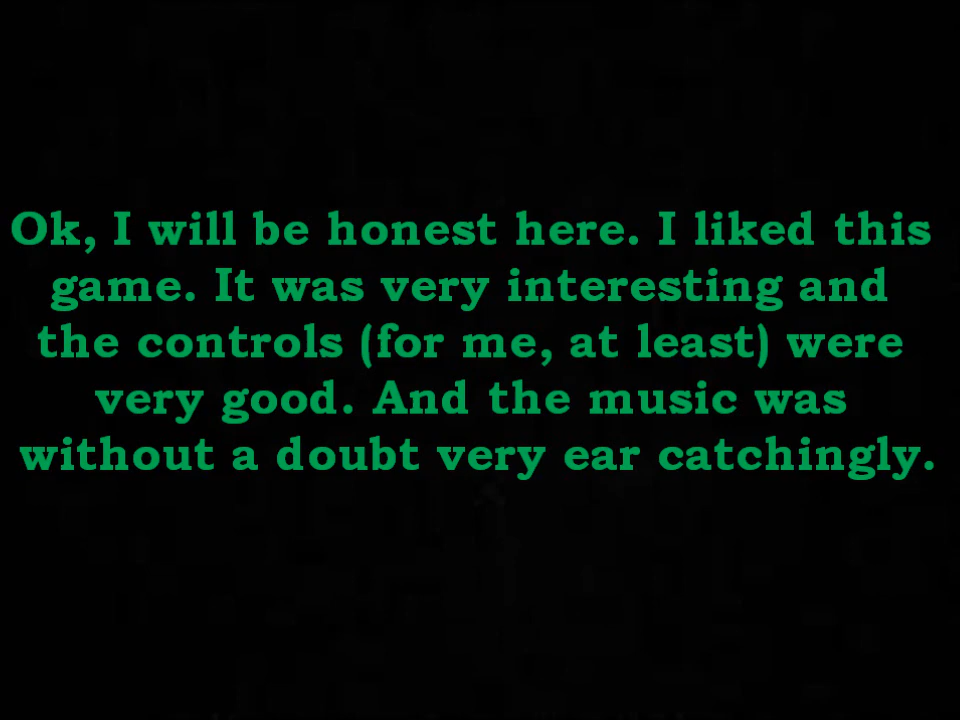 Ok, I will be honest here. I liked this
game. It was very interesting and
the controls (for me, at least) were
very good. And the music was
without a doubt very ear catchingly.